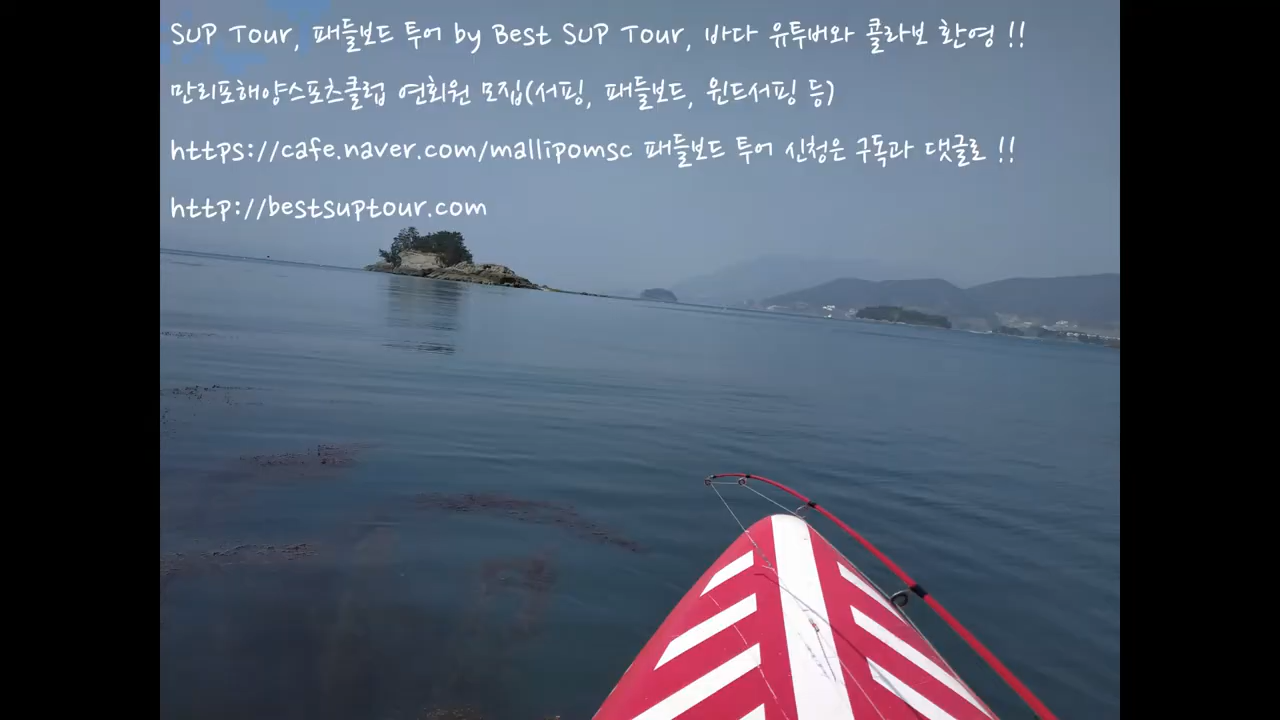 SUP Tour, 패들보드 투어 by Best SUP Tour, 바다 유투버와 콜라보 환영 !!
만리포해양스포츠클럽 연회원 모집(서핑, 패들보드, 윈드서핑 등)
https://cafe.naver.com/mallipomsc 패들보드 투어 신청은 구독과 댓글로 !!
http://bestsuptour.com